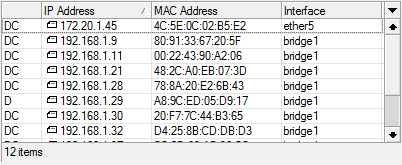 IP Address MAC Address Interface
DC 172.20.1.45 4C:5E:0C:02:B5:E2 ether5
DC 192.168.1.9 80:91:33:67:20:5F bridge1
DC 192.168.1.11 00:22:43:90:A2:06 bridge1
DC 192.168.1.21 48:2C:A0:EB:07:3D bridge1
DC 192.168.1.28 78:8A:20:E2:6B:43 bridge1
D 192.168.1.29 A8:9C:ED:05:D9:17 bridge1
DC 192.168.1.30 20:F7:7C:44:B3:65 bridge1
DC 192.168.1.32 D4:25:8B:CD:DB:D3 bridge1
12 items